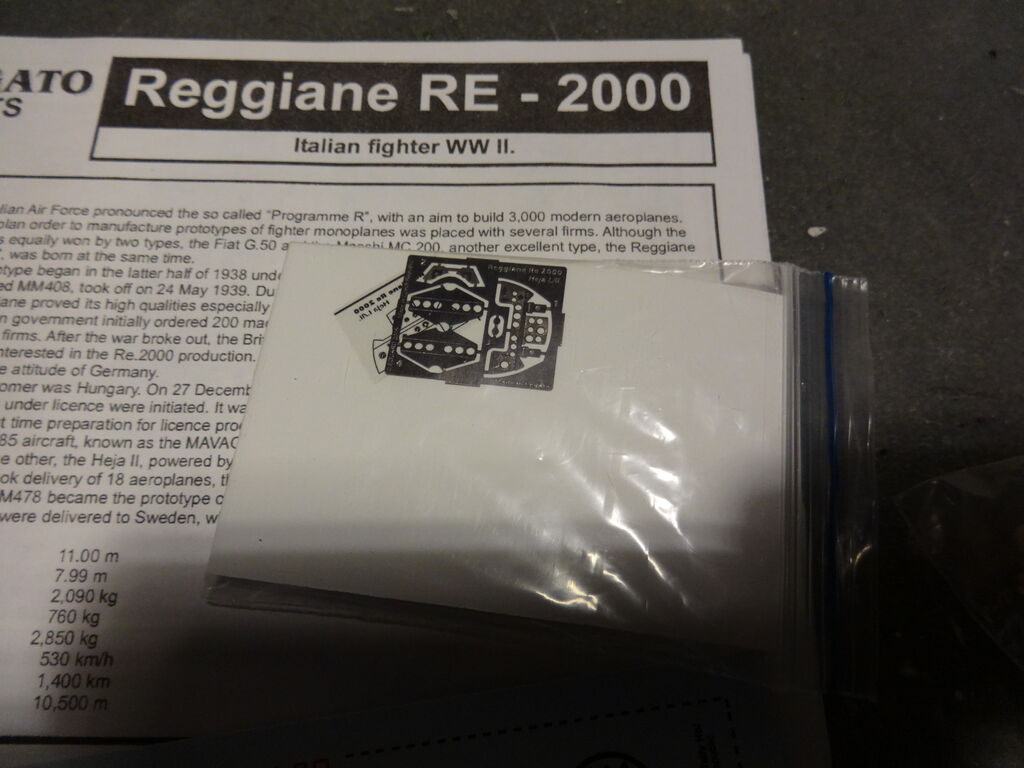 GATO
TS
Reggiane RE - 2000
Italian fighter WW II.
lian Air Force pronounced the so called "Programme R", with an aim to build 3,000 modern aeroplanes.
plan order to manufacture prototypes of fighter monoplanes was placed with several firms. Although the
s equally won by two types, the Fiat G.50 a Macchi MC 200, another excellent type, the Reggiane
, was born at the same time.
otype began in the latter half of 1938 unde
ed MM408, took off on 24 May 1939. Du
iane proved its high qualities especially
n government initially ordered 200 ma
firms. After the war broke out, the Bri
nterested in the Re.2000 production.
e attitude of Germany.
omer was Hungary. On 27 Decemb
under licence were initiated. It wa
t time preparation for licence pro
85 aircraft, known as the MAVAG
e other, the Heja II, powered by
ok delivery of 18 aeroplanes, t
M478 became the prototype c
were delivered to Sweden, w
Reggiane Re 2000
Heja I/II
11.00 m
7.99 m
2,090 kg
760 kg
2,850 kg
530 km/h
1,400 km
10,500 m